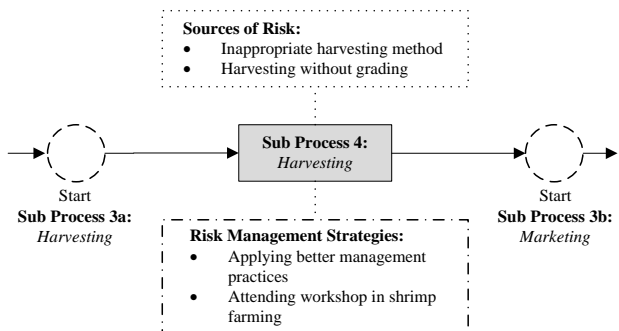 Sources of Risk:
• Inappropriate harvesting method
• Harvesting without grading
Sub Process 4:
Harvesting
Start
Sub Process 3a:
Harvesting
Start
Sub Process 3b:
Marketing
Risk Management Strategies:
• Applying better management
practices
• Attending workshop in shrimp
farming